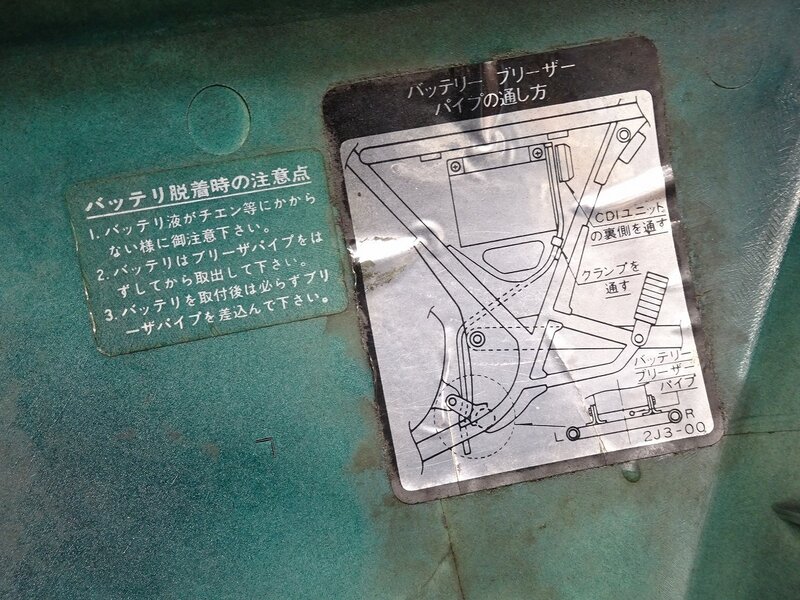 バッテリ脱着時の注意点
1. バッテリ液がチエン等にかから
ない様に御注意下さい。
2. バッテリはブリーザパイプをは
ずしてから取出して下さい。
3. バッテリを取付後は必らずブリ
ーザパイプを差込んで下さい。
バッテリー ブリーザー
パイプの通し方
CDIユニット
の裏側を通す
クランプを
通す
バッテリー
ブリーザー
パイプ
L
R
2J3-00